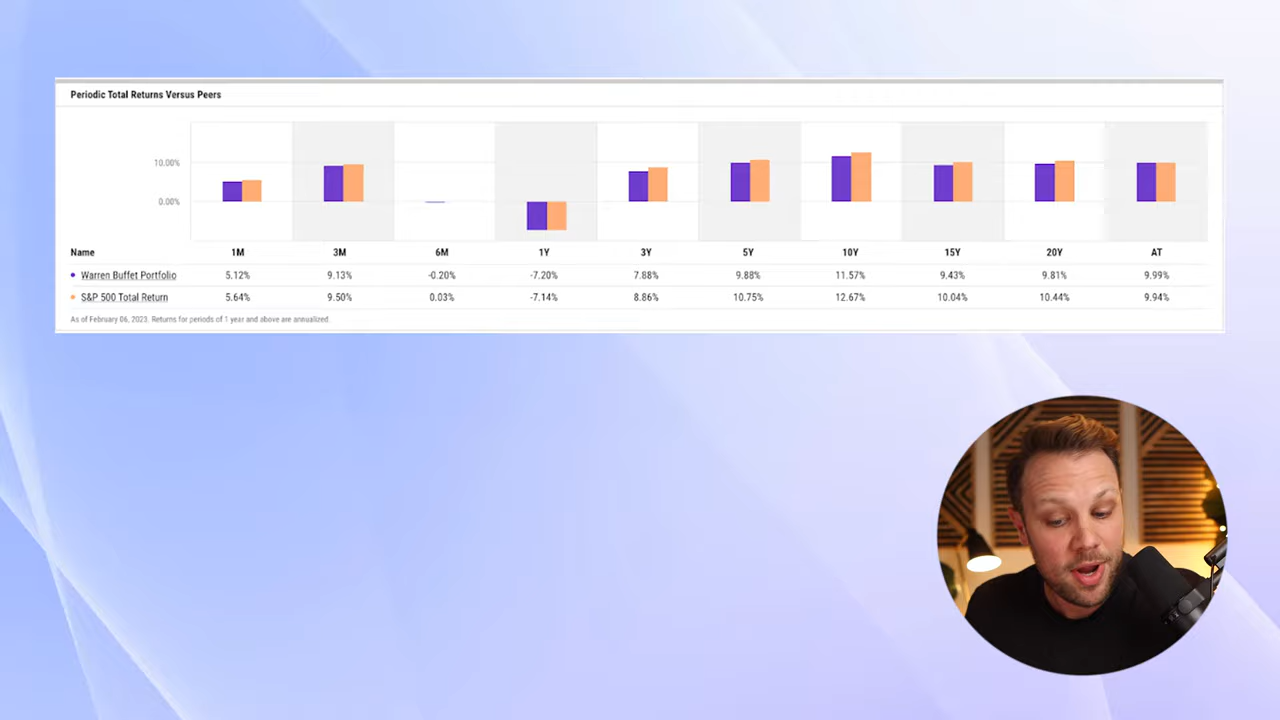 Periodic Total Returns Versus Peers
10.00%
0.00%
Name 1M 3M 6M 1Y 3Y 5Y 10Y 15Y 20Y AT
Warren Buffet Portfolio 5.12% 9.13% -0.20% -7.20% 7.88% 9.88% 11.57% 9.43% 9.81% 9.99%
S&P 500 Total Return 5.64% 9.50% 0.03% -7.14% 8.86% 10.75% 12.67% 10.04% 10.44% 9.94%
As of February 06, 2023. Returns for periods of 1 year and above are annualized.